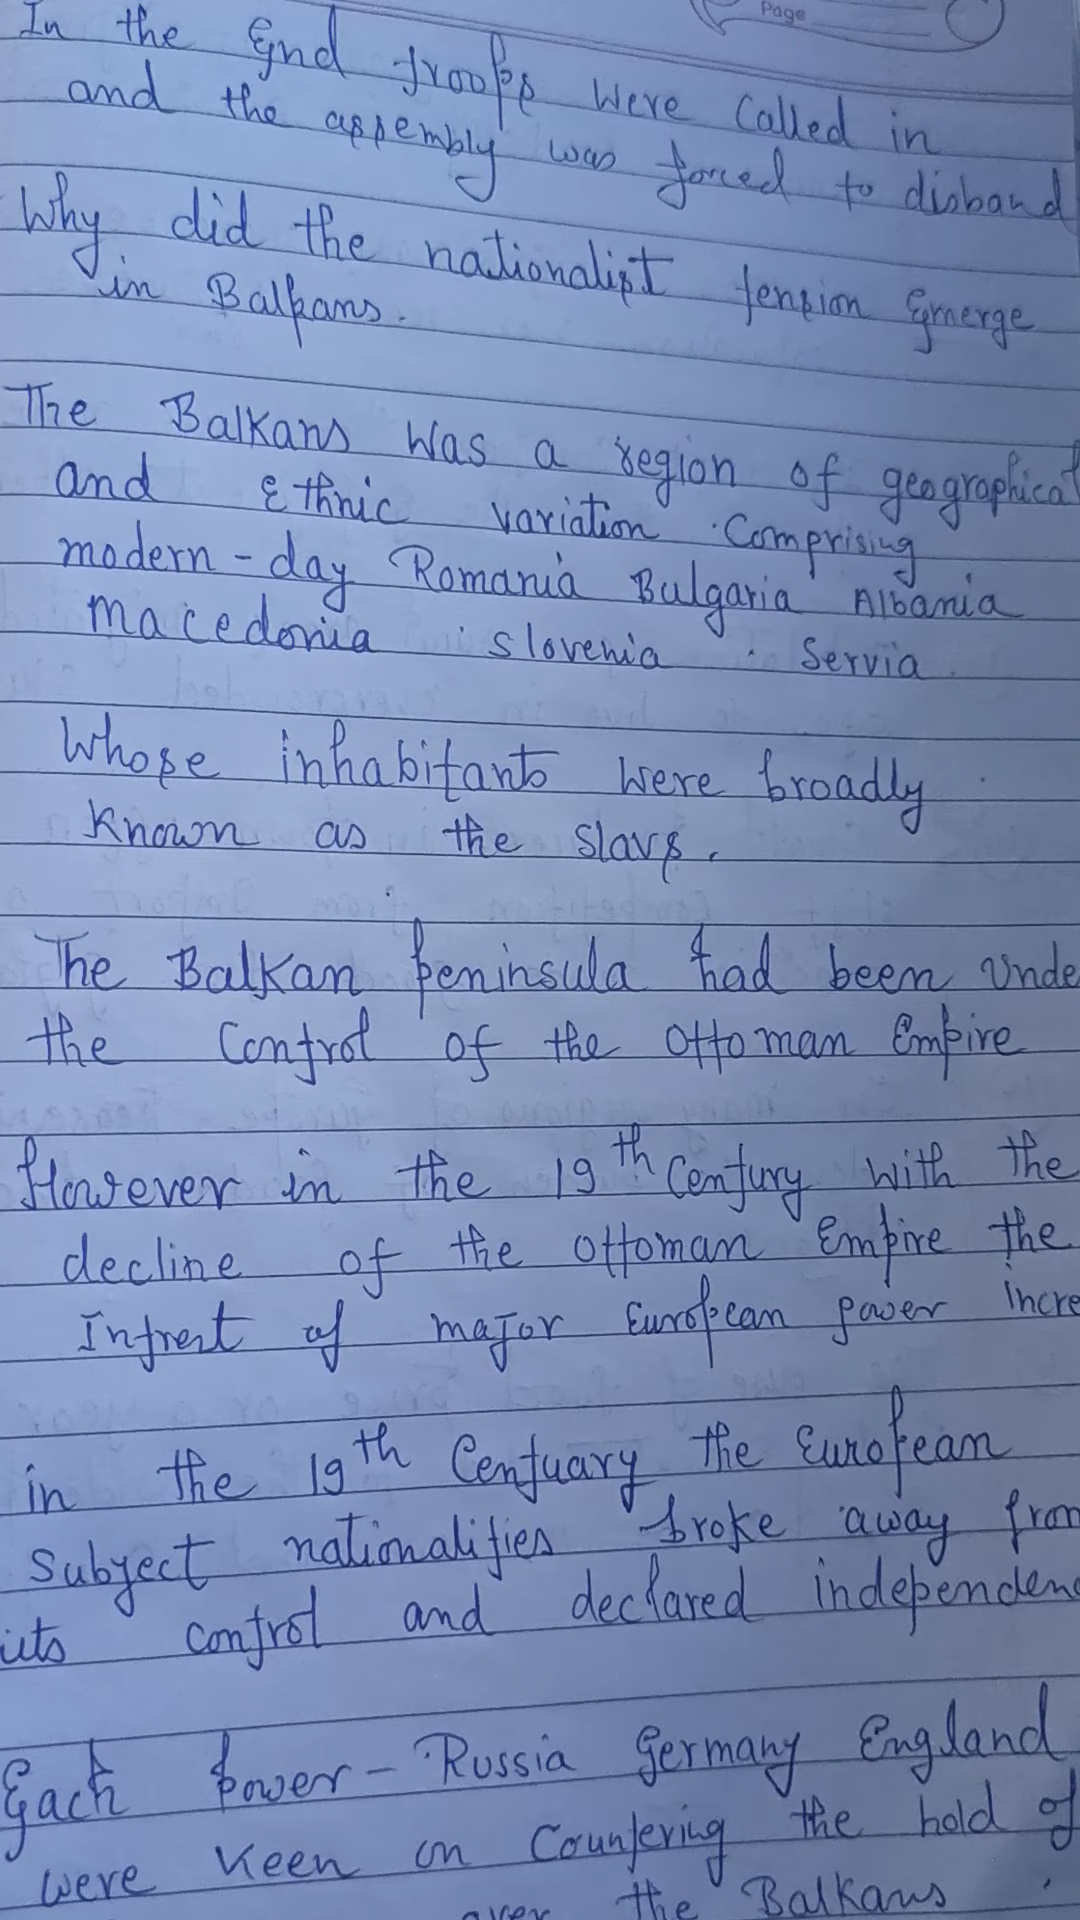 Page
In the End troops were Called in
and the assembly was forced to disband
Why did the nationalist tension Emerge
in Balkans.
The Balkans was a region of geographical
and Ethnic variation . Comprising
modern-day Romania Bulgaria Albania
Macedonia . Slovenia . Servia .
Whose inhabitants were broadly
known as the slavs.
The Balkan peninsula had been Unde
the Control of the Ottoman Empire
However in the 19th Century with the
decline of the Ottoman Empire the
Intrest of major European power incre
in the 19th Centuary the European
Subject nationalities broke away from
its control and declared independenc
Each power - Russia Germany England
were keen on Countering the hold of
over the Balkans .